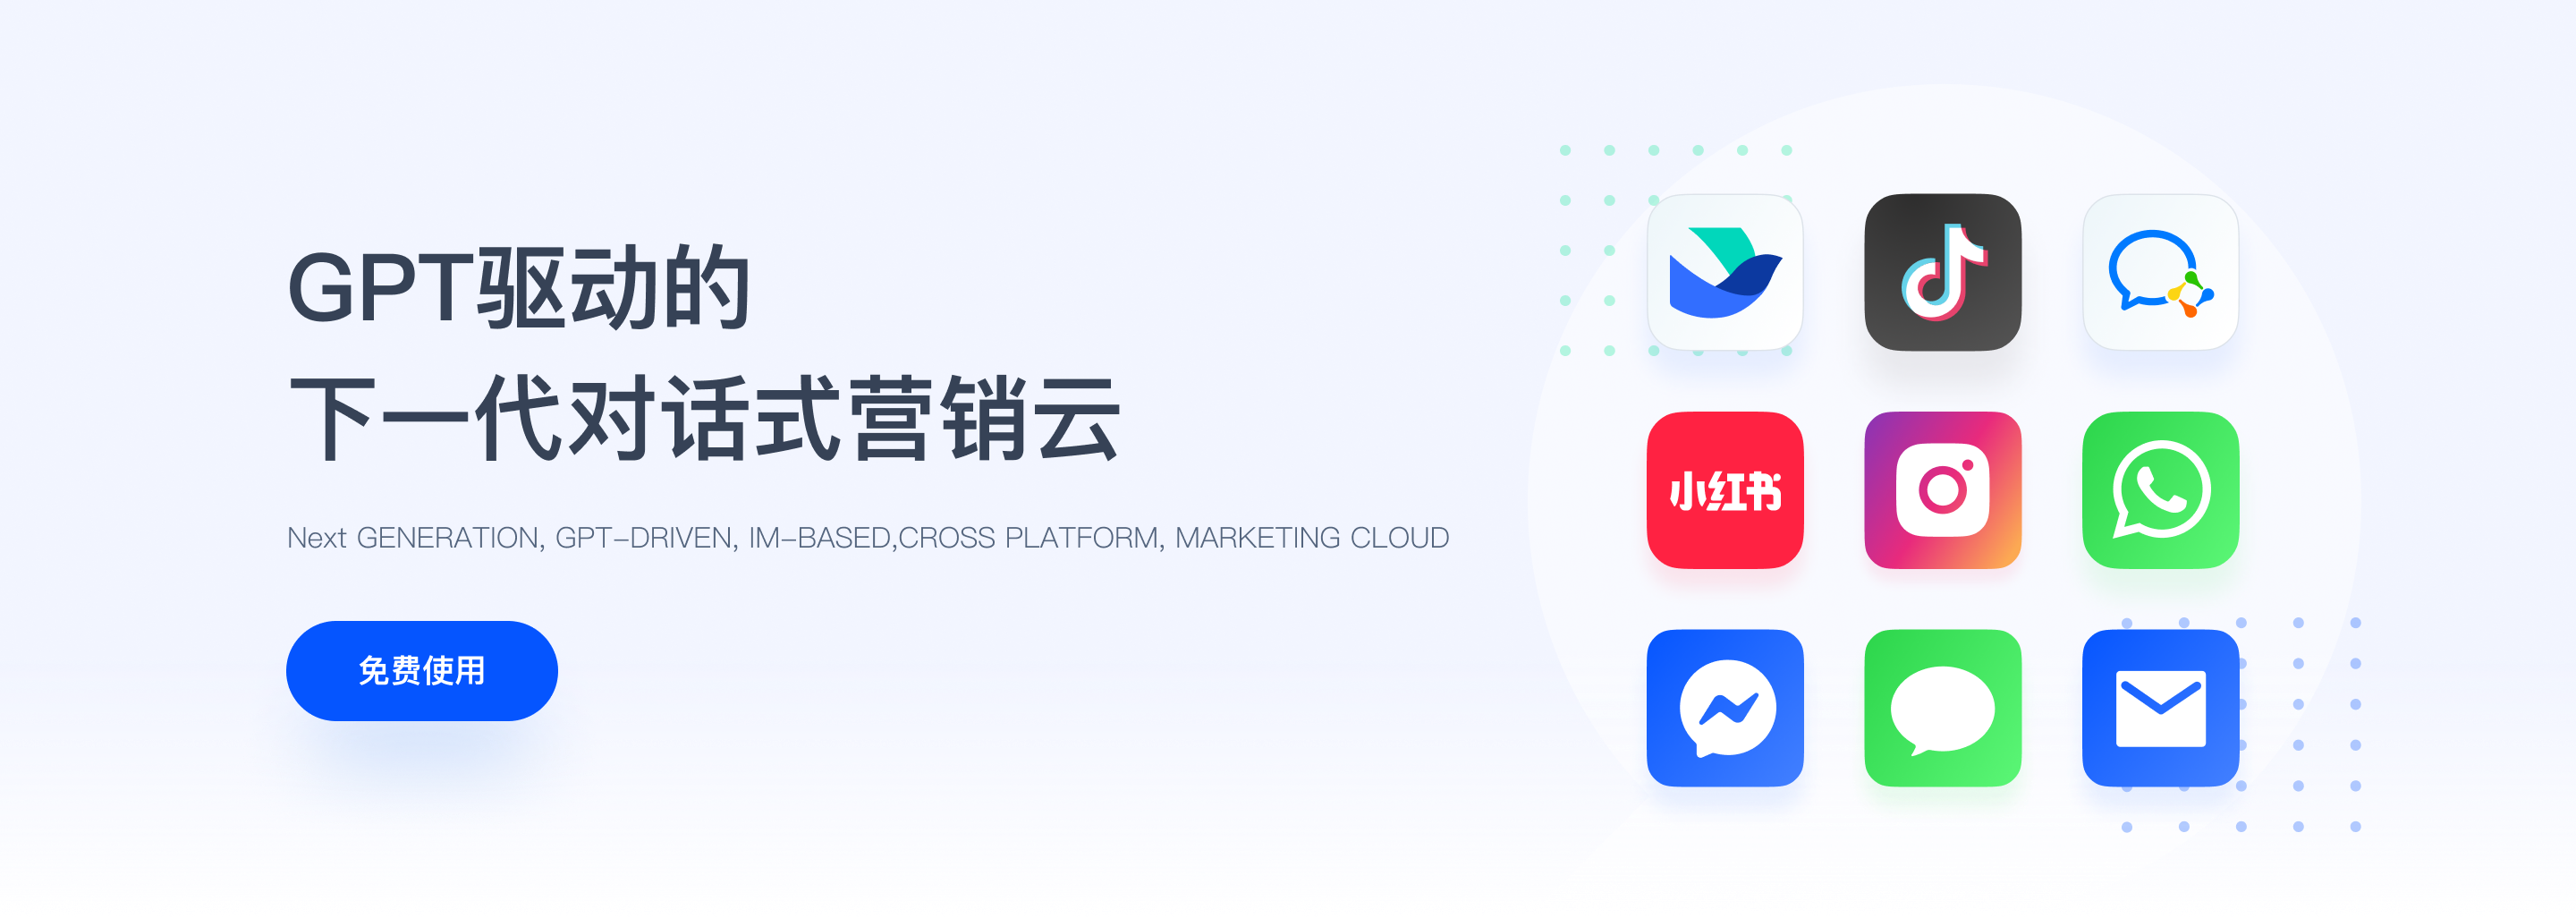 GPT驱动的
下一代对话式营销云
Next GENERATION, GPT-DRIVEN, IM-BASED,CROSS PLATFORM, MARKETING CLOUD
免费使用
小红书